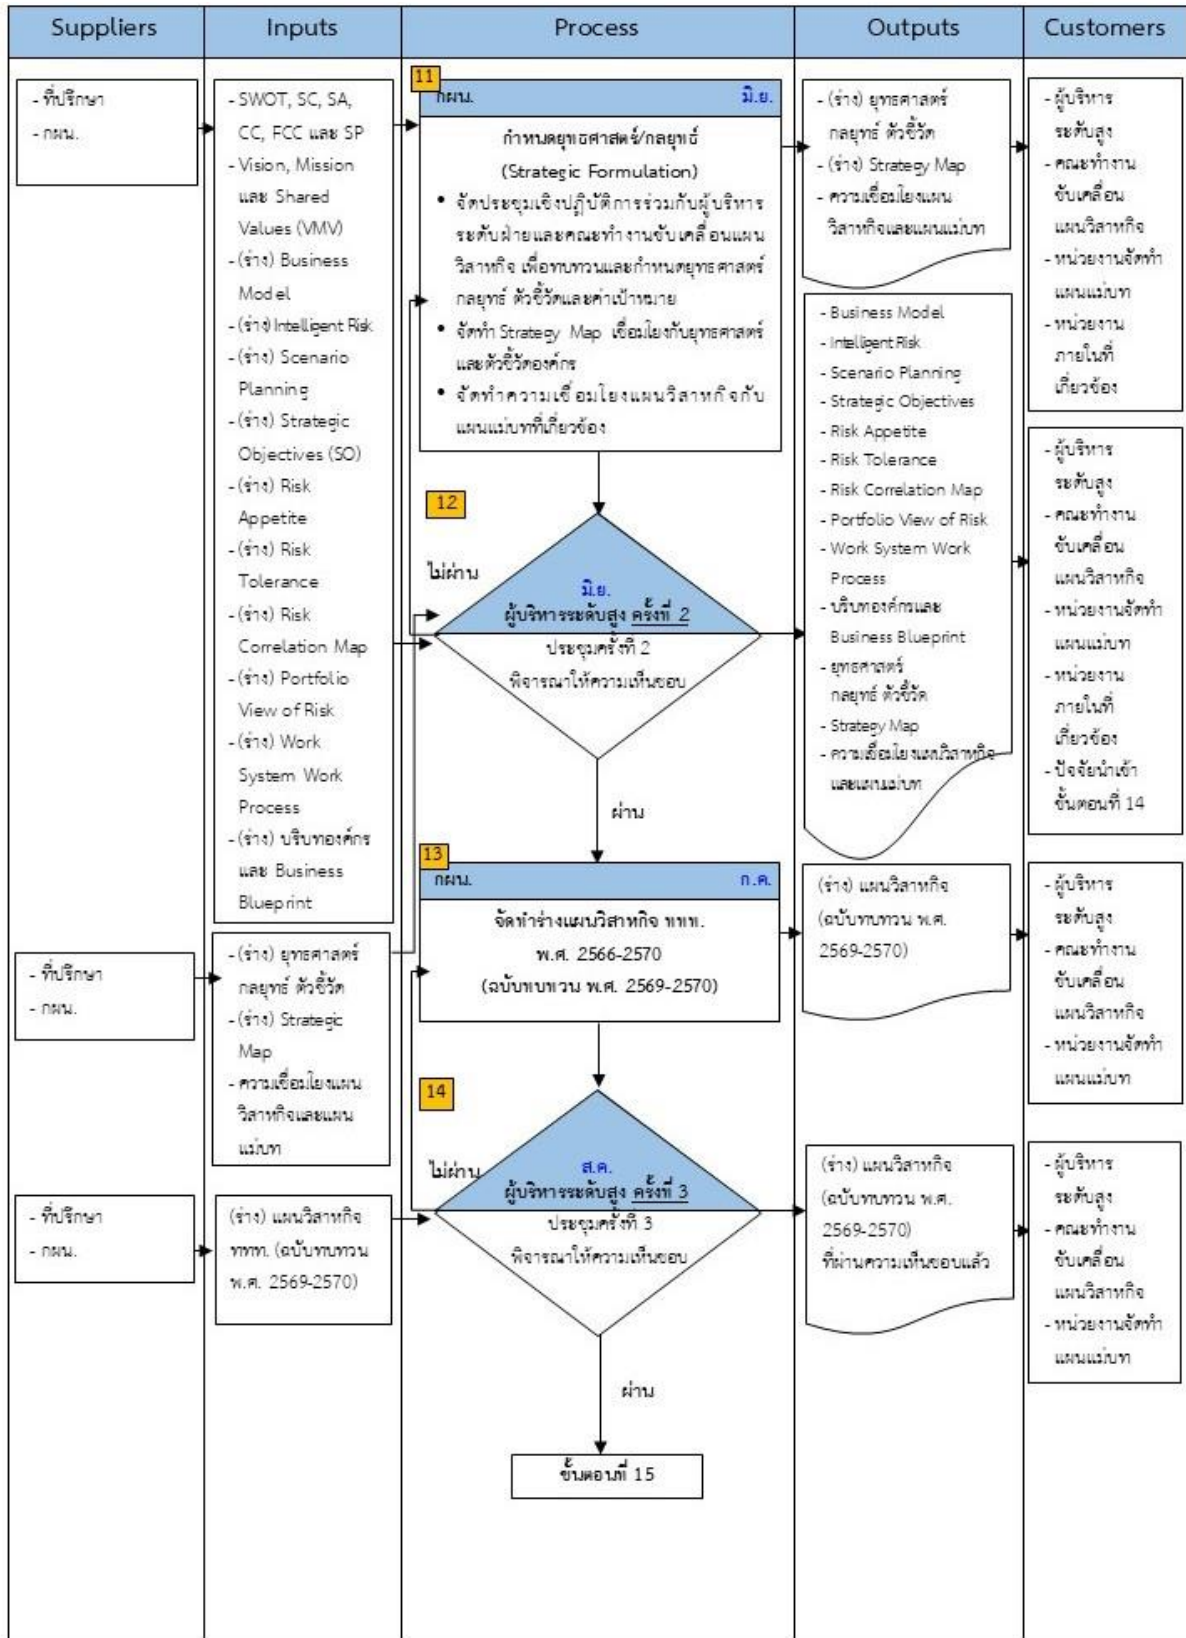 Suppliers
Inputs
Process
Outputs
Customers
- ที่ปรึกษา
- กผน.
- SWOT, SC, SA,
CC, FCC และ SP
- Vision, Mission
และ Shared
Values (VMV)
- (ร่าง) Business
Model
- (ร่าง) Intelligent Risk
- (ร่าง) Scenario
Planning
- (ร่าง) Strategic
Objectives (SO)
- (ร่าง) Risk
Appetite
- (ร่าง) Risk
Tolerance
- (ร่าง) Risk
Correlation Map
- (ร่าง) Portfolio
View of Risk
- (ร่าง) Work
System Work
Process
- (ร่าง) บริบทองค์กร
และ Business
Blueprint
11
กผน.
มิ.ย.
กำหนดยุทธศาสตร์/กลยุทธ์
(Strategic Formulation)
• จัดประชุมเชิงปฏิบัติการร่วมกับผู้บริหาร
ระดับฝ่ายและคณะทำงานขับเคลื่อนแผน
วิสาหกิจ เพื่อทบทวนและกำหนดยุทธศาสตร์
กลยุทธ์ ตัวชี้วัดและค่าเป้าหมาย
• จัดทำ Strategy Map เชื่อมโยงกับยุทธศาสตร์
และตัวชี้วัดองค์กร
• จัดทำความเชื่อมโยงแผนวิสาหกิจกับ
แผนแม่บทที่เกี่ยวข้อง
- (ร่าง) ยุทธศาสตร์
กลยุทธ์ ตัวชี้วัด
- (ร่าง) Strategy Map
- ความเชื่อมโยงแผน
วิสาหกิจและแผนแม่บท
- ผู้บริหาร
ระดับสูง
- คณะทำงาน
ขับเคลื่อน
แผนวิสาหกิจ
- หน่วยงานจัดทำ
แผนแม่บท
- หน่วยงาน
ภายในที่
เกี่ยวข้อง
12
ไม่ผ่าน
มิ.ย.
ผู้บริหารระดับสูง ครั้งที่ 2
ประชุมครั้งที่ 2
พิจารณาให้ความเห็นชอบ
ผ่าน
- Business Model
- Intelligent Risk
- Scenario Planning
- Strategic Objectives
- Risk Appetite
- Risk Tolerance
- Risk Correlation Map
- Portfolio View of Risk
- Work System Work
Process
- บริบทองค์กรและ
Business Blueprint
- ยุทธศาสตร์
กลยุทธ์ ตัวชี้วัด
- Strategy Map
- ความเชื่อมโยงแผนวิสาหกิจ
และแผนแม่บท
- ผู้บริหาร
ระดับสูง
- คณะทำงาน
ขับเคลื่อน
แผนวิสาหกิจ
- หน่วยงานจัดทำ
แผนแม่บท
- หน่วยงาน
ภายในที่
เกี่ยวข้อง
- ปัจจัยนำเข้า
ขั้นตอนที่ 14
- ที่ปรึกษา
- กผน.
- (ร่าง) ยุทธศาสตร์
กลยุทธ์ ตัวชี้วัด
- (ร่าง) Strategic
Map
- ความเชื่อมโยงแผน
วิสาหกิจและแผน
แม่บท
13
กผน.
ก.ค.
จัดทำร่างแผนวิสาหกิจ ททท.
พ.ศ. 2566-2570
(ฉบับทบทวน พ.ศ. 2569-2570)
(ร่าง) แผนวิสาหกิจ
(ฉบับทบทวน พ.ศ.
2569-2570)
- ผู้บริหาร
ระดับสูง
- คณะทำงาน
ขับเคลื่อน
แผนวิสาหกิจ
- หน่วยงานจัดทำ
แผนแม่บท
- ที่ปรึกษา
- กผน.
(ร่าง) แผนวิสาหกิจ
ททท. (ฉบับทบทวน
พ.ศ. 2569-2570)
14
ไม่ผ่าน
ส.ค.
ผู้บริหารระดับสูง ครั้งที่ 3
ประชุมครั้งที่ 3
พิจารณาให้ความเห็นชอบ
ผ่าน
ขั้นตอนที่ 15
(ร่าง) แผนวิสาหกิจ
(ฉบับทบทวน พ.ศ.
2569-2570)
ที่ผ่านความเห็นชอบแล้ว
- ผู้บริหาร
ระดับสูง
- คณะทำงาน
ขับเคลื่อน
แผนวิสาหกิจ
- หน่วยงานจัดทำ
แผนแม่บท